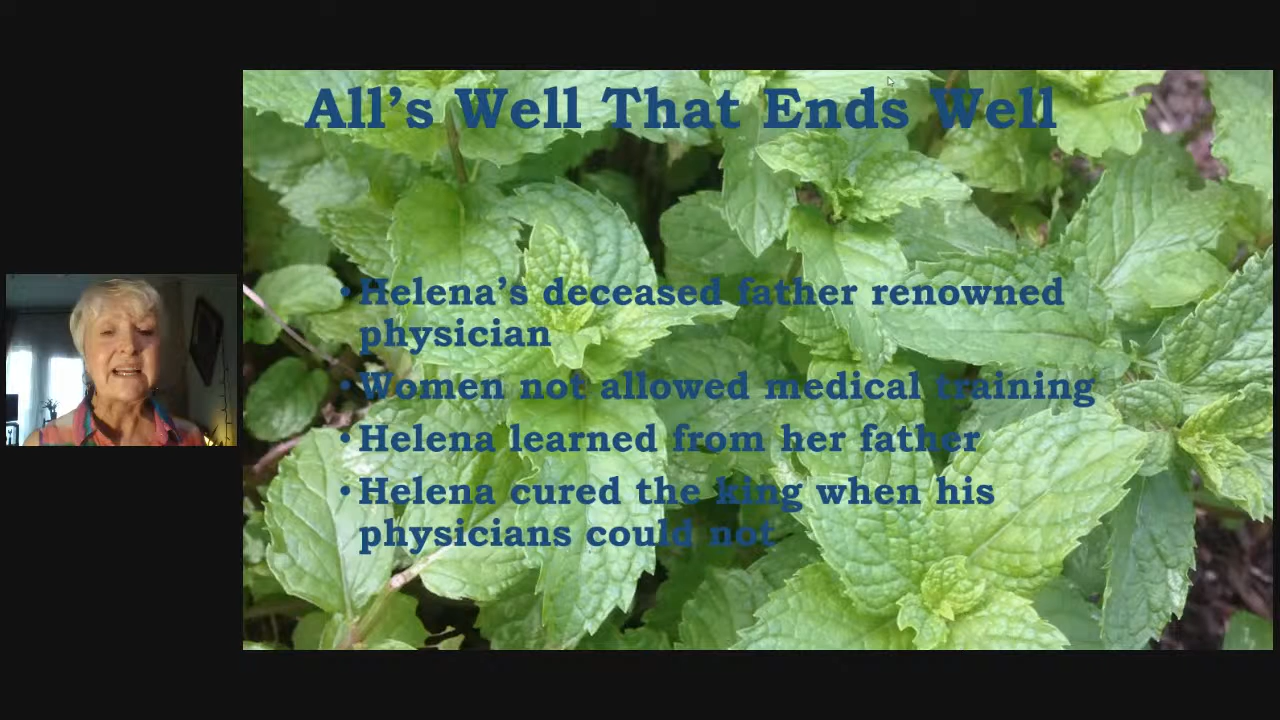 All’s Well That Ends Well
• Helena’s deceased father renowned
physician
• Women not allowed medical training
• Helena learned from her father
• Helena cured the king when his
physicians could not